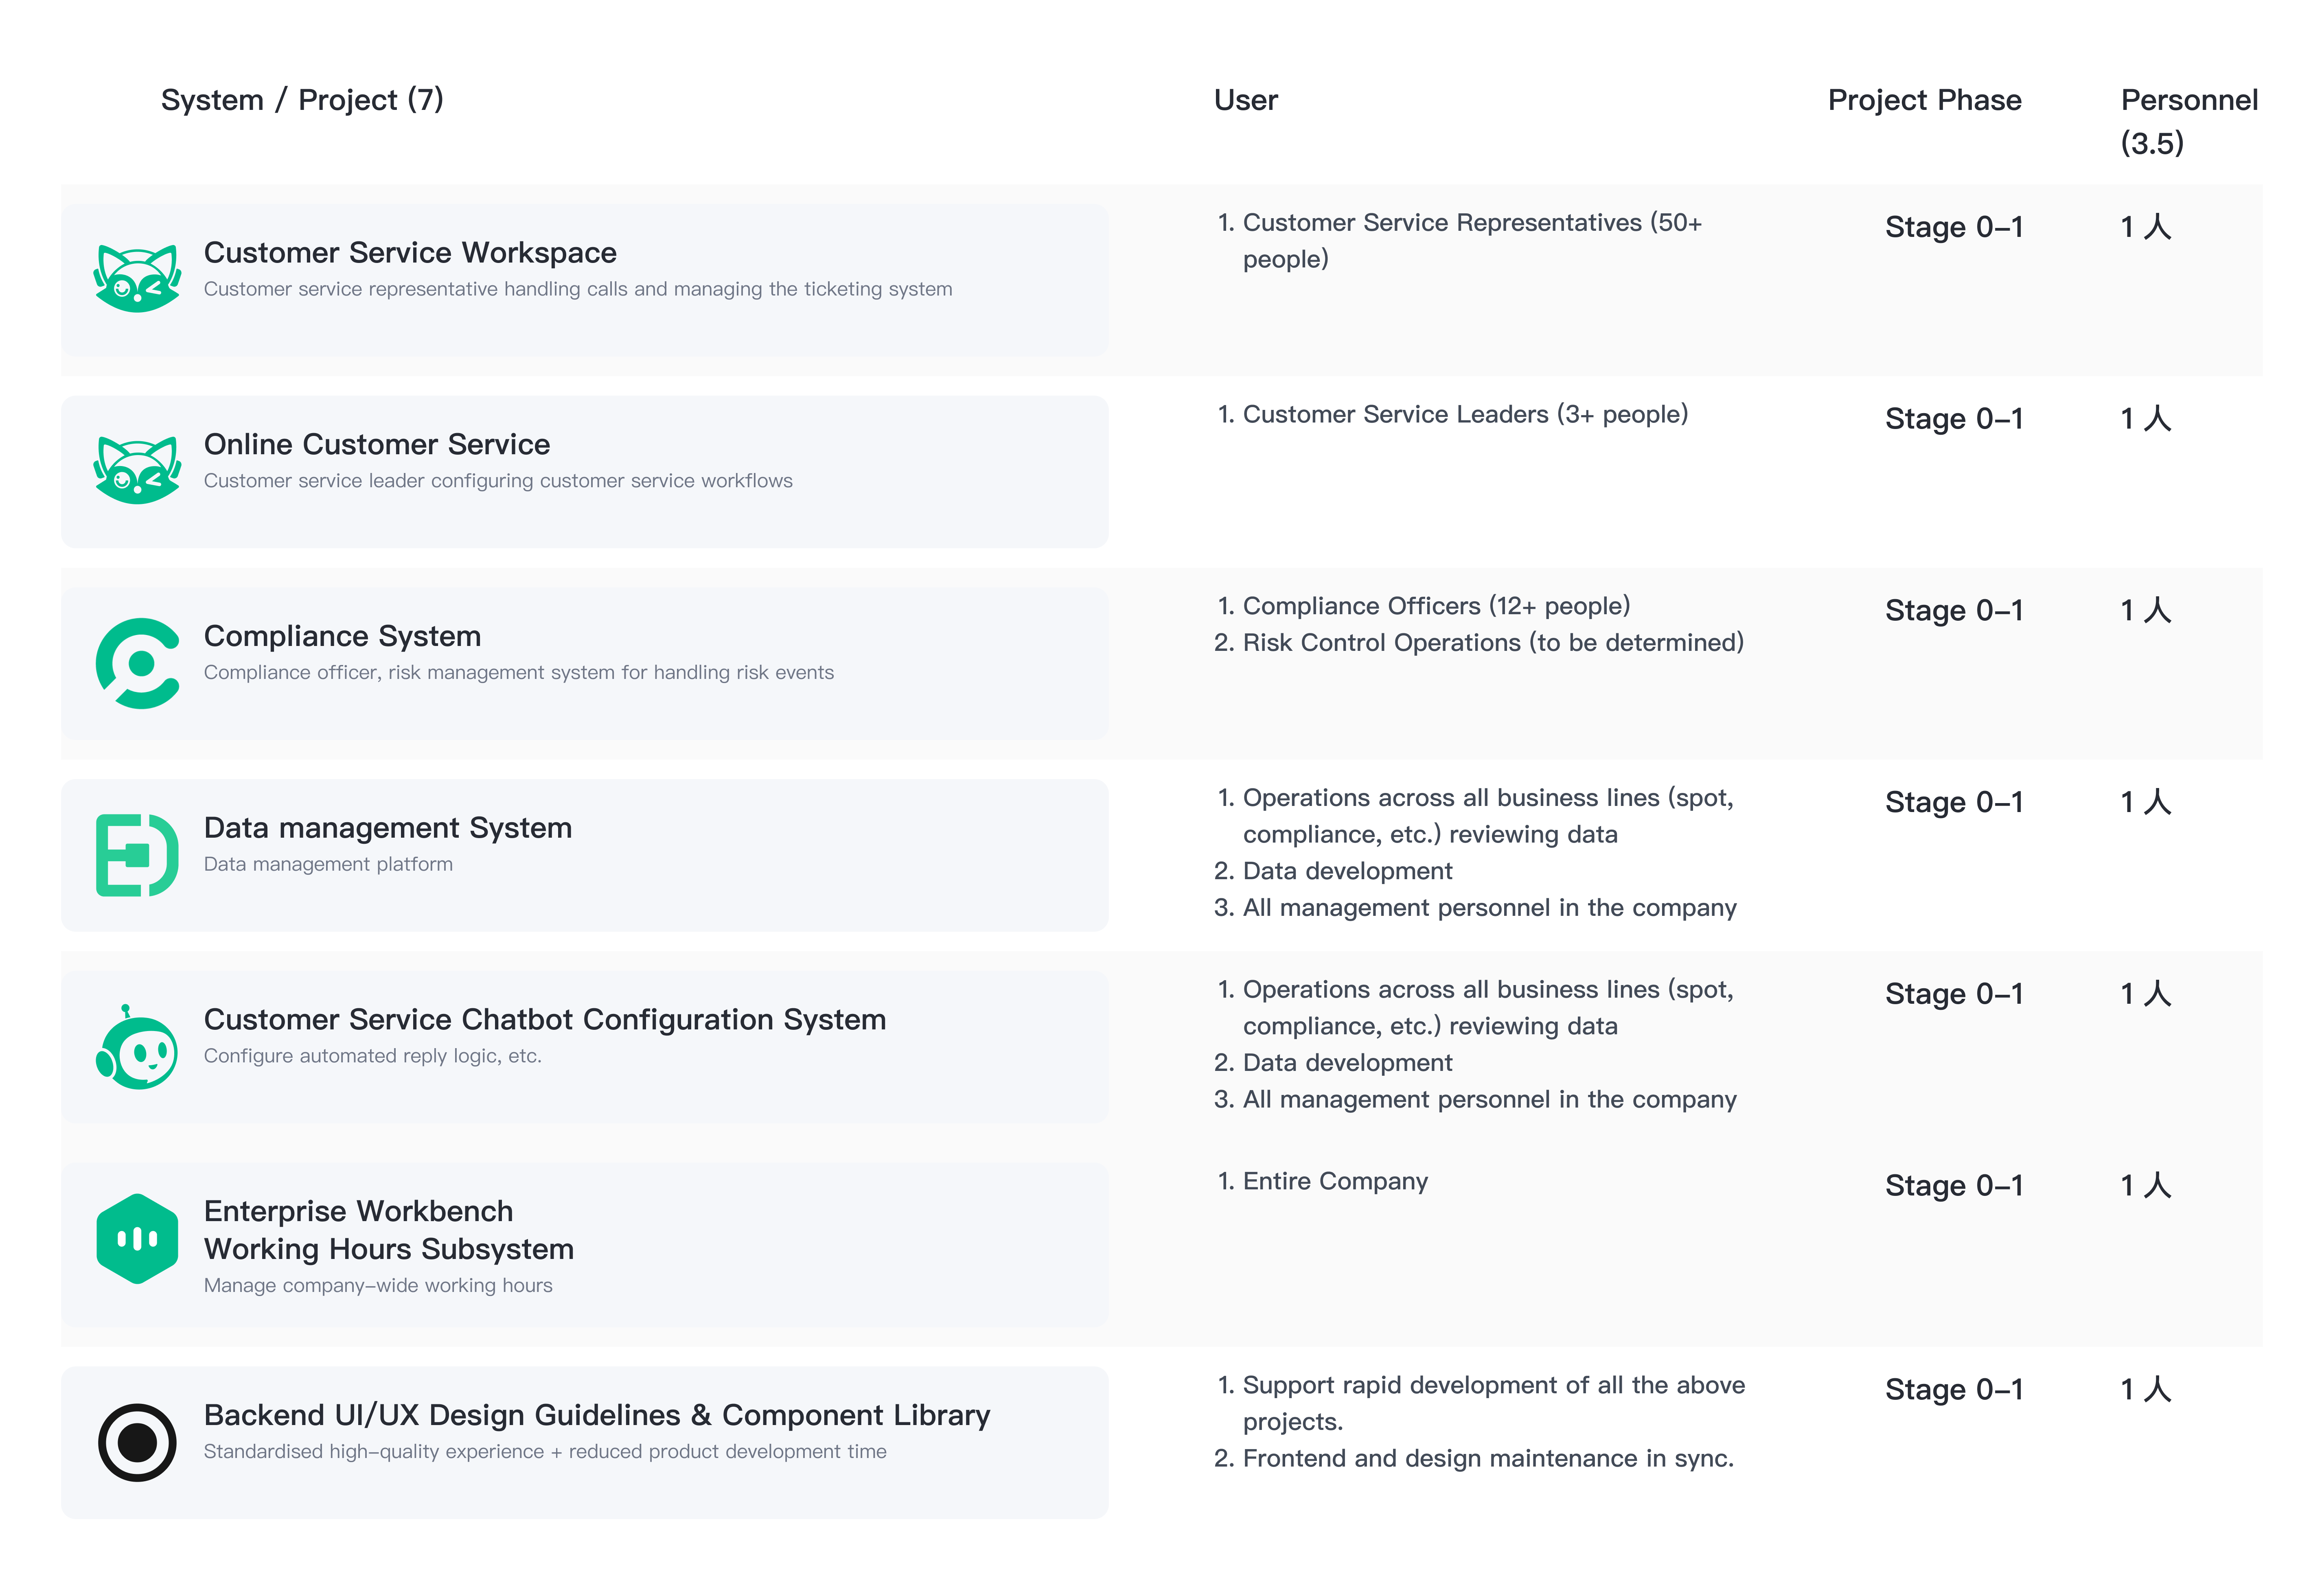 System / Project (7)
User
Project Phase
Personnel
(3.5)
Customer Service Workspace
Customer service representative handling calls and managing the ticketing system
1. Customer Service Representatives (50+
people)
Stage 0–1
1 人
Online Customer Service
Customer service leader configuring customer service workflows
1. Customer Service Leaders (3+ people)
Stage 0–1
1 人
Compliance System
Compliance officer, risk management system for handling risk events
1. Compliance Officers (12+ people)
2. Risk Control Operations (to be determined)
Stage 0–1
1 人
Data management System
Data management platform
1. Operations across all business lines (spot,
compliance, etc.) reviewing data
2. Data development
3. All management personnel in the company
Stage 0–1
1 人
Customer Service Chatbot Configuration System
Configure automated reply logic, etc.
1. Operations across all business lines (spot,
compliance, etc.) reviewing data
2. Data development
3. All management personnel in the company
Stage 0–1
1 人
Enterprise Workbench
Working Hours Subsystem
Manage company–wide working hours
1. Entire Company
Stage 0–1
1 人
Backend UI/UX Design Guidelines & Component Library
Standardised high–quality experience + reduced product development time
1. Support rapid development of all the above
projects.
2. Frontend and design maintenance in sync.
Stage 0–1
1 人